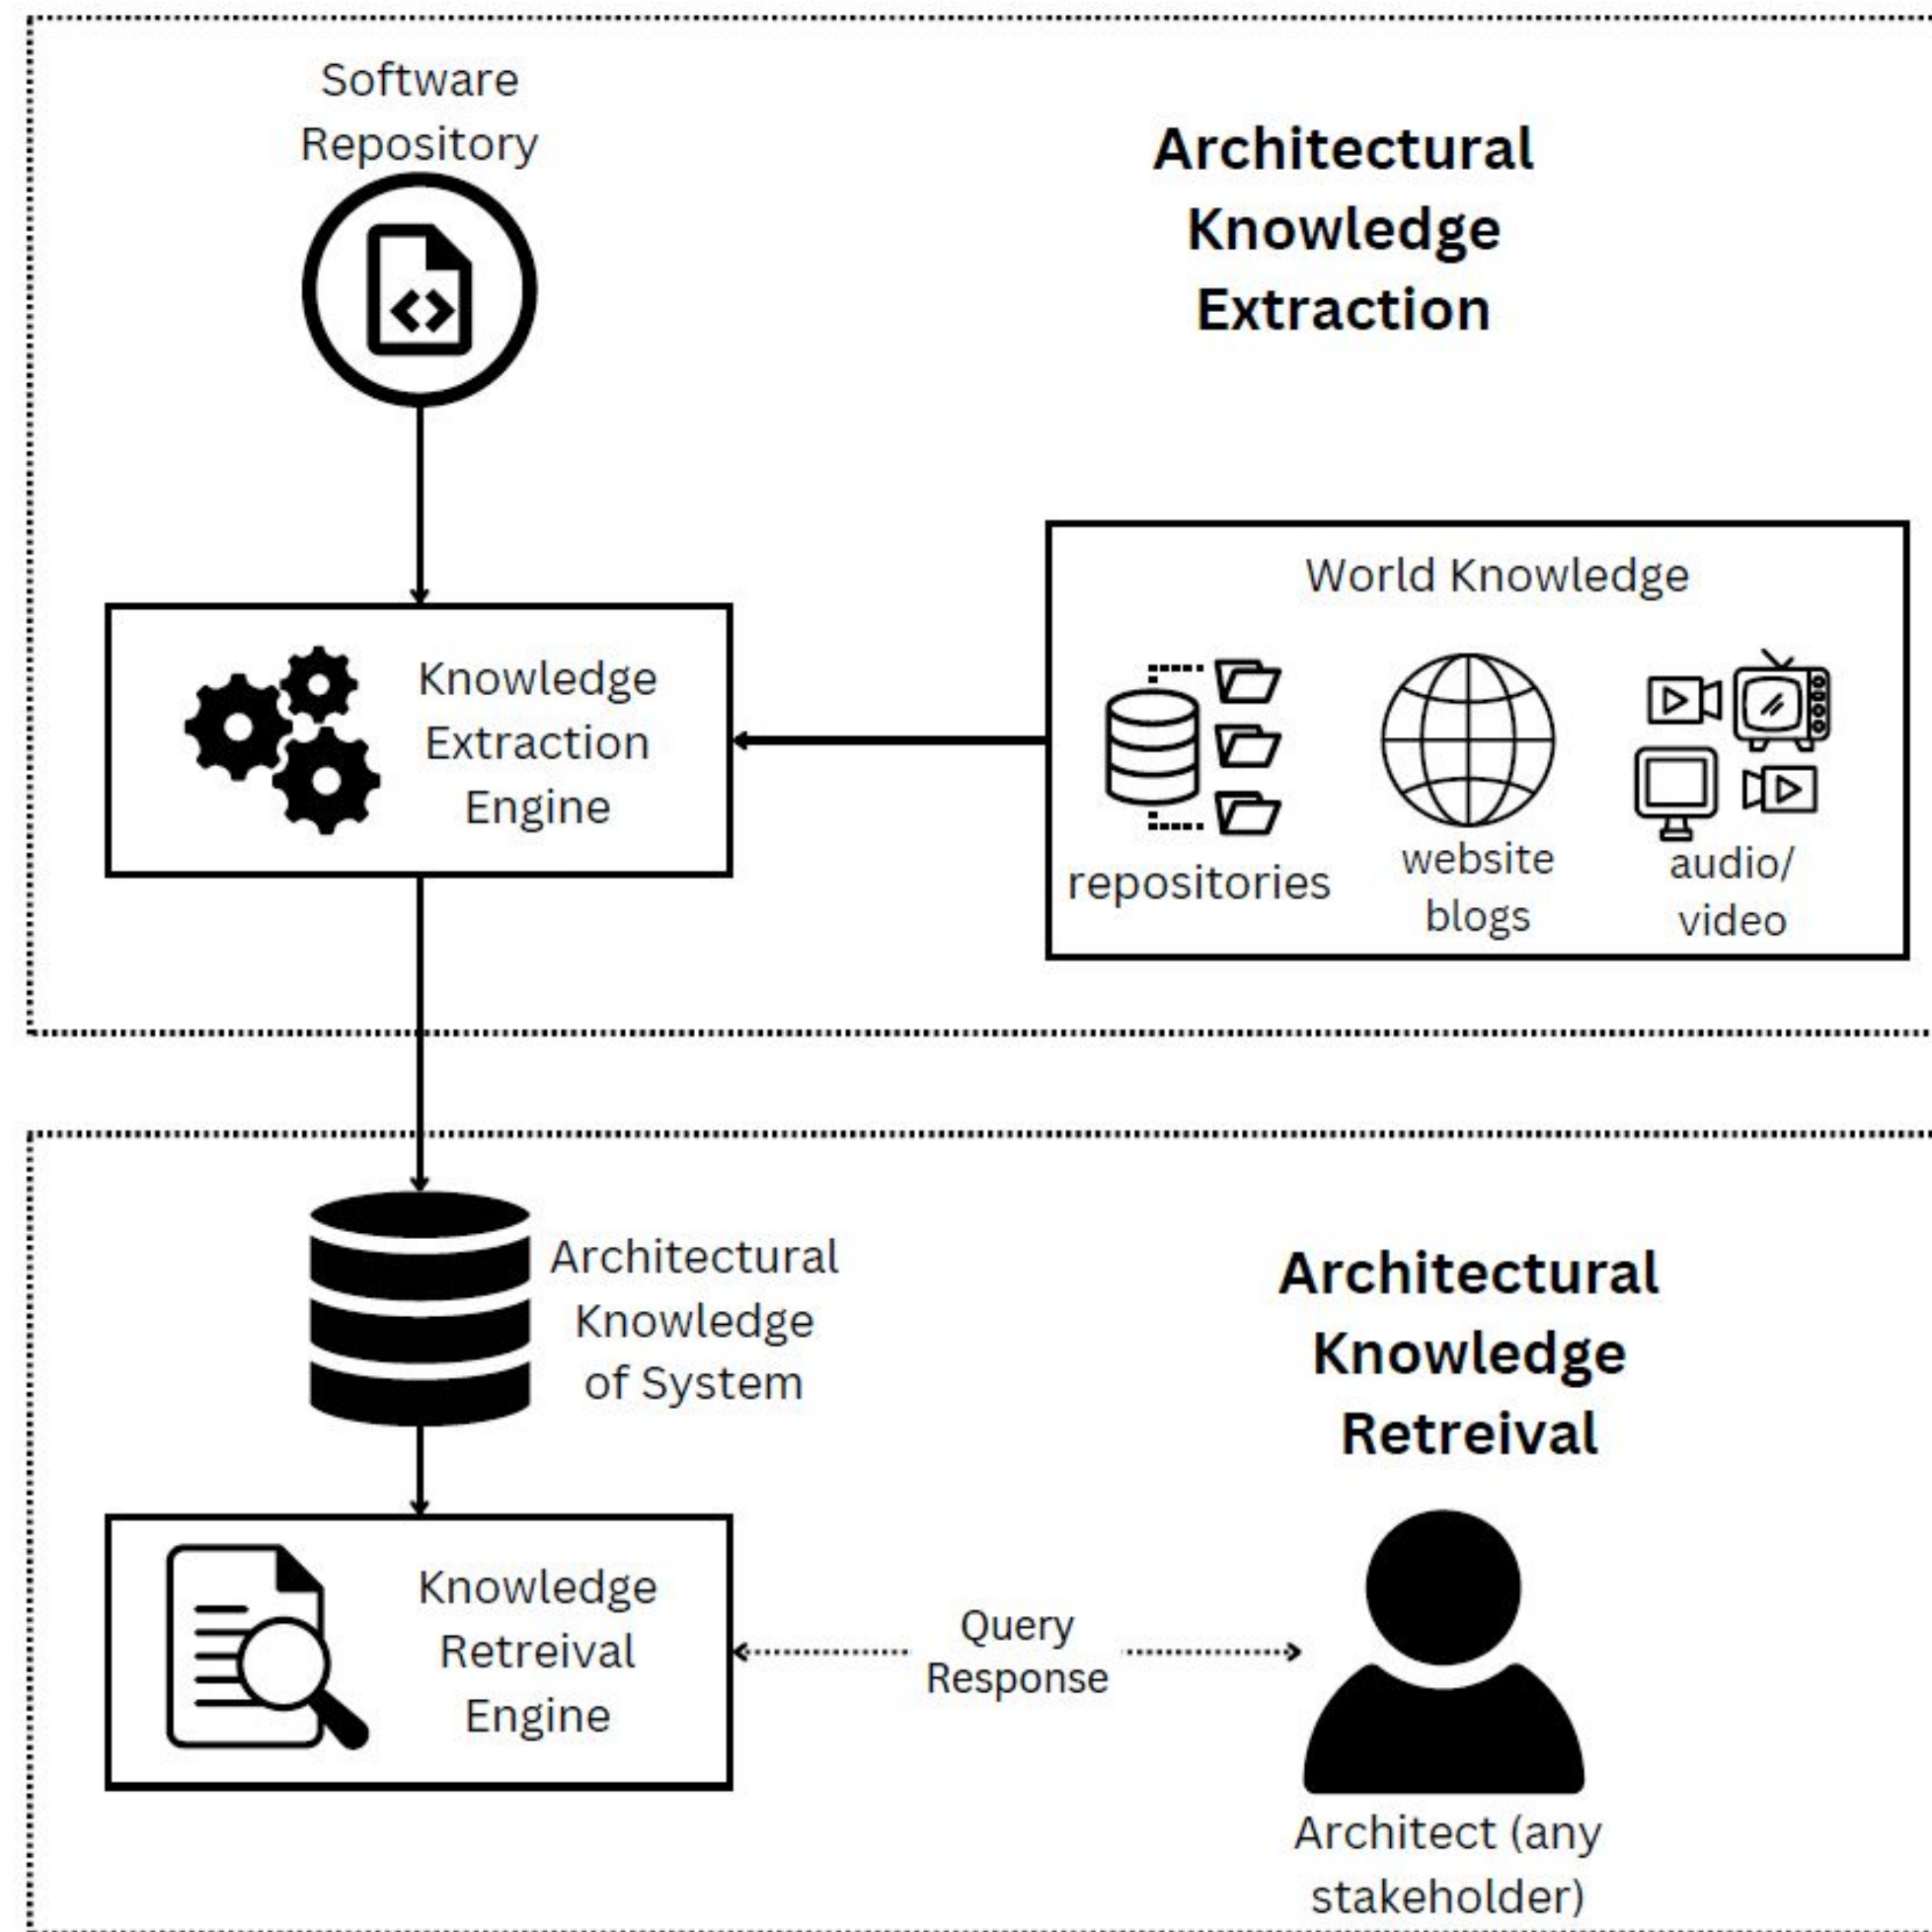 Software
Repository
Architectural
Knowledge
Extraction
Knowledge
Extraction
Engine
World Knowledge
repositories
website
blogs
audio/
video
Architectural
Knowledge
of System
Architectural
Knowledge
Retreival
Knowledge
Retreival
Engine
Query
Response
Architect (any
stakeholder)